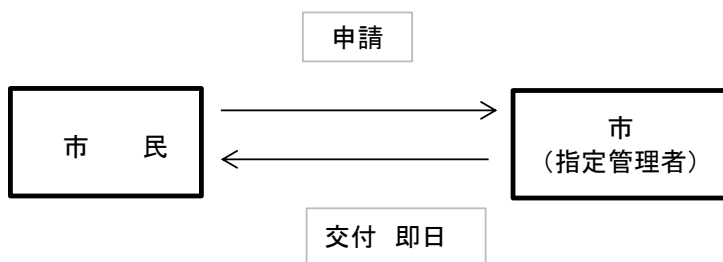 申請
市　　民
市
（指定管理者）
交付　即日